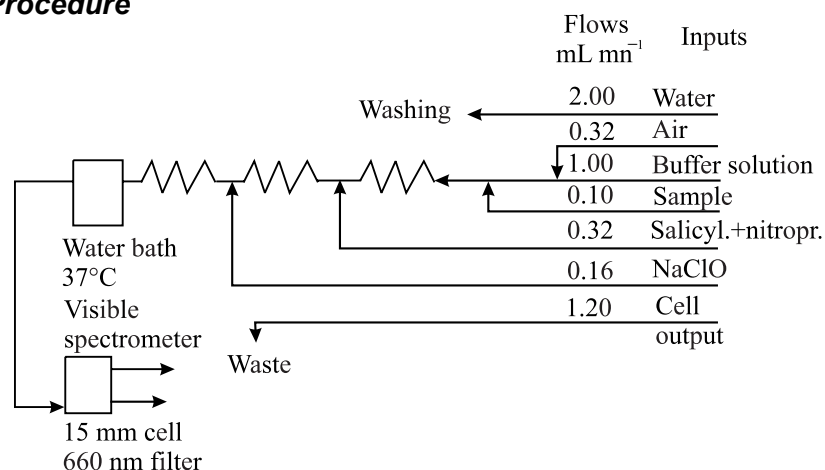 Procedure
Flows
mL mn⁻¹
Inputs
Washing
2.00 Water
0.32 Air
1.00 Buffer solution
0.10 Sample
0.32 Salicyl.+nitropr.
0.16 NaClO
1.20 Cell
output
Water bath
37°C
Visible
spectrometer
Waste
15 mm cell
660 nm filter